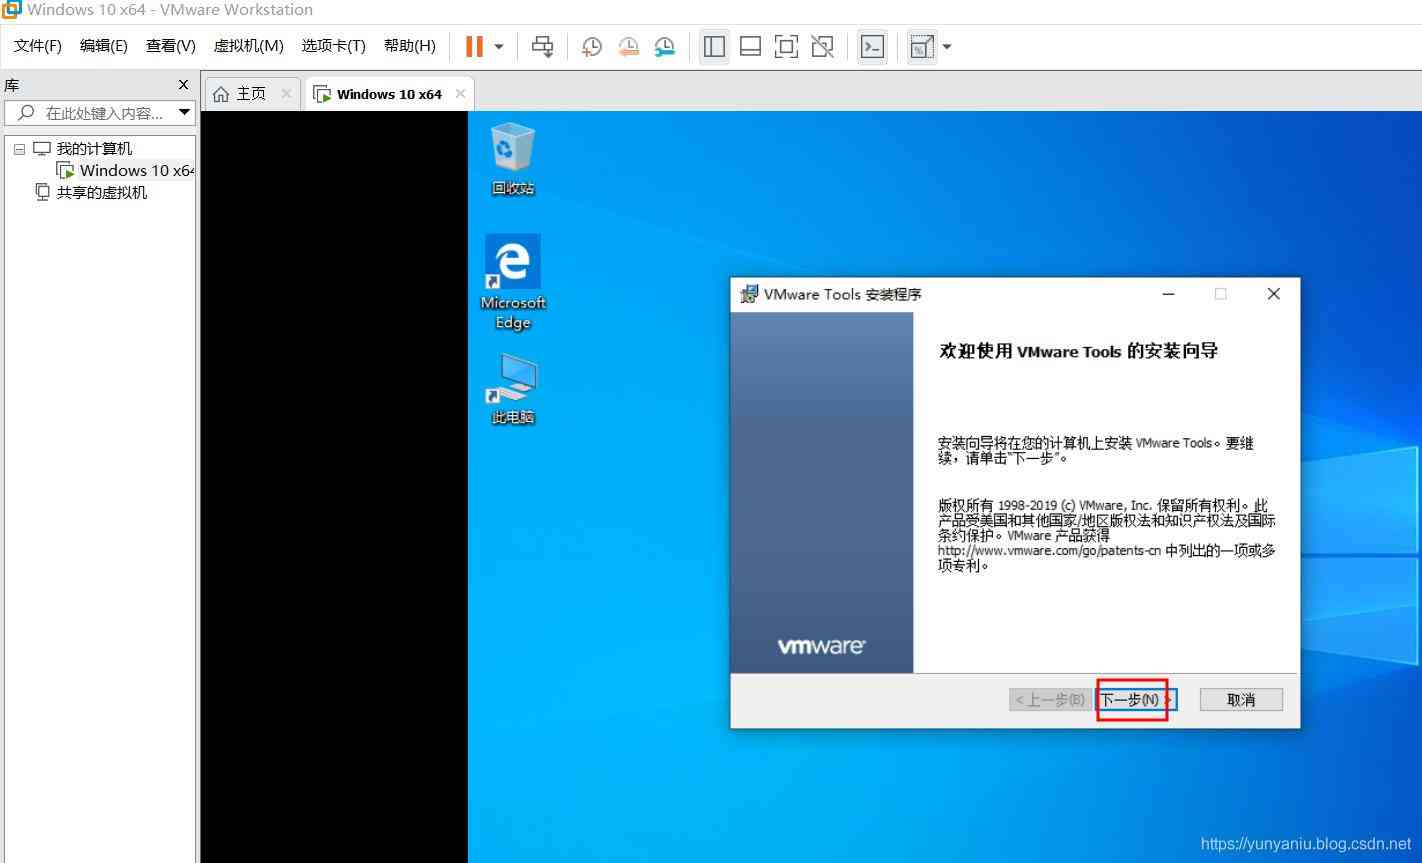 Windows 10 x64 - VMware Workstation
文件(F) 编辑(E) 查看(V) 虚拟机(M) 选项卡(T) 帮助(H)
库
在此处键入内容...
我的计算机
Windows 10 x64
共享的虚拟机
主页
Windows 10 x64
回收站
Microsoft
Edge
此电脑
VMware Tools 安装程序
欢迎使用 VMware Tools 的安装向导
安装向导将在您的计算机上安装 VMware Tools。要继
续，请单击“下一步”。
版权所有 1998-2019 (c) VMware, Inc. 保留所有权利。此
产品受美国和其他国家/地区版权法和知识产权法及国际
条约保护。VMware 产品获得
http://www.vmware.com/go/patents-cn 中列出的一项或多
项专利。
vmware
< 上一步(B) 下一步(N) > 取消
https://yunyaniu.blog.csdn.net